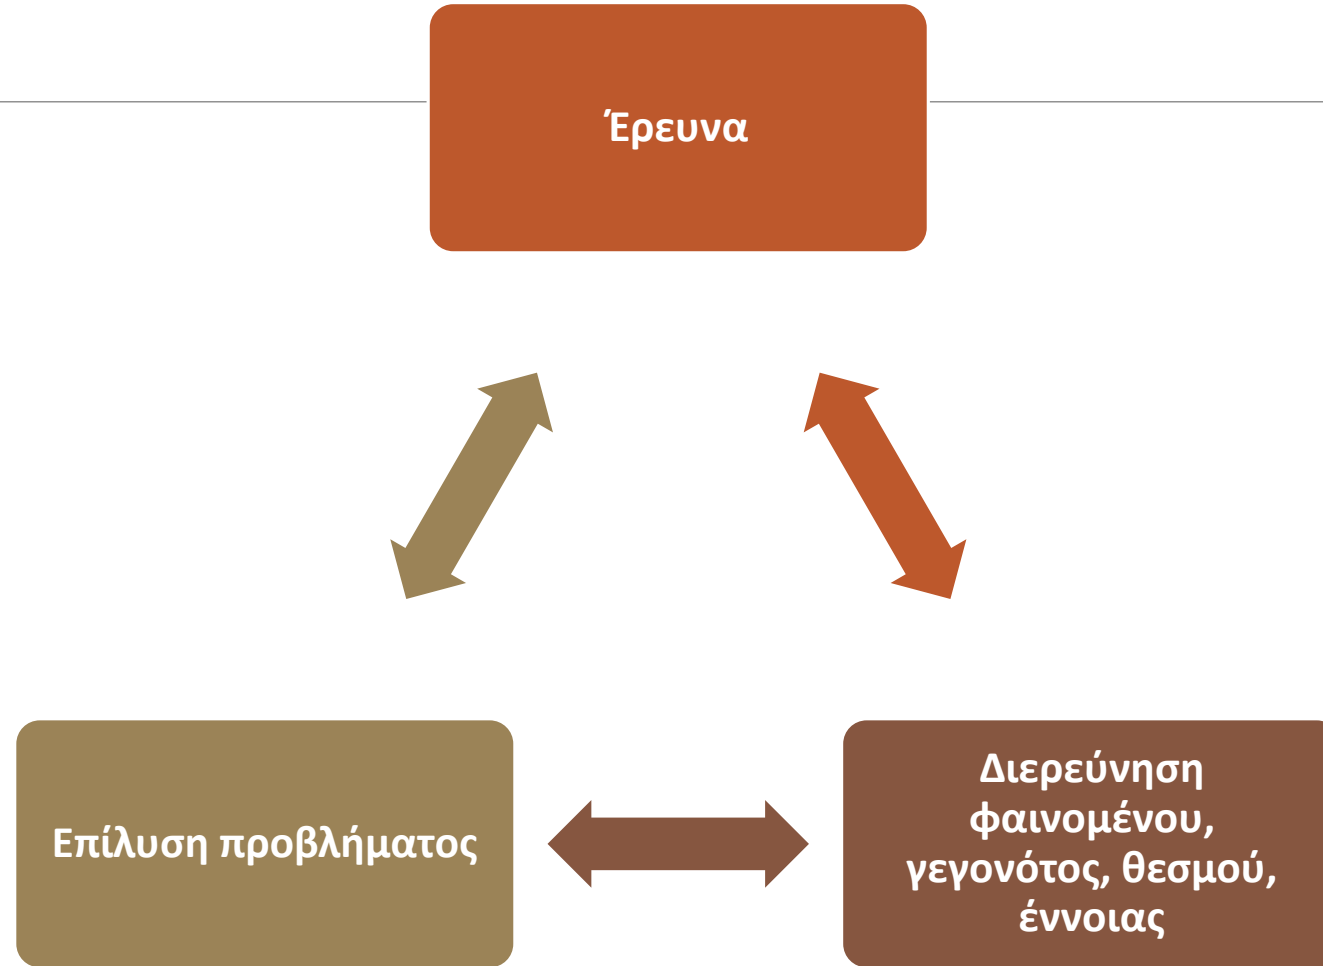 Έρευνα
Επίλυση προβλήματος
Διερεύνηση
φαινομένου,
γεγονότος, θεσμού,
έννοιας